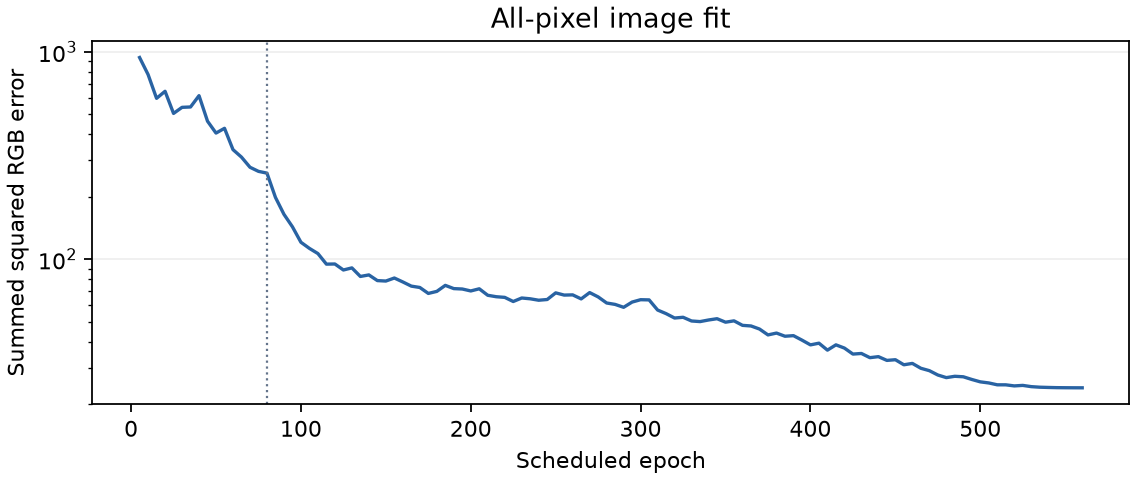 All-pixel image fit
Summed squared RGB error
10³
10²
0 100 200 300 400 500
Scheduled epoch